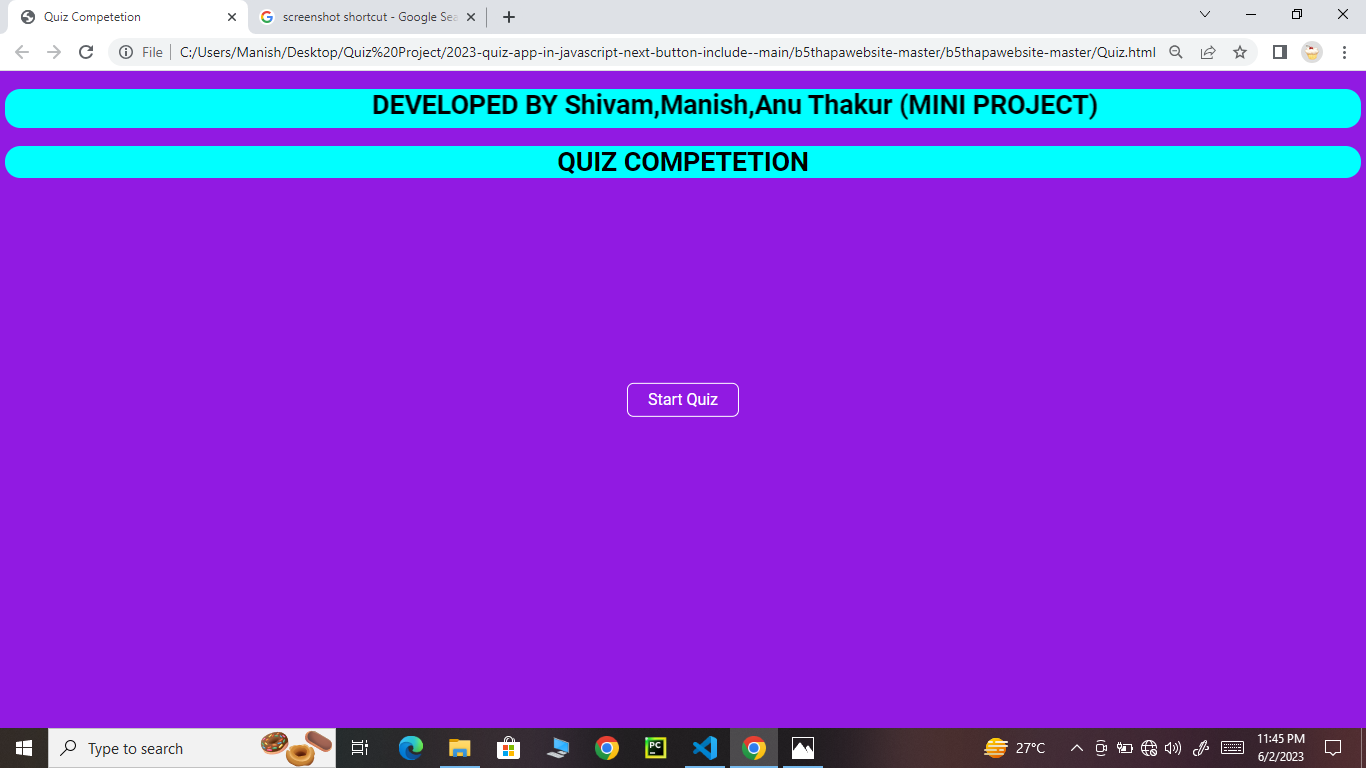 Quiz Competetion
screenshot shortcut - Google Sea
File
C:/Users/Manish/Desktop/Quiz%20Project/2023-quiz-app-in-javascript-next-button-include--main/b5thapawebsite-master/b5thapawebsite-master/Quiz.html
DEVELOPED BY Shivam,Manish,Anu Thakur (MINI PROJECT)
QUIZ COMPETETION
Start Quiz
Type to search
PC
27°C
11:45 PM
6/2/2023